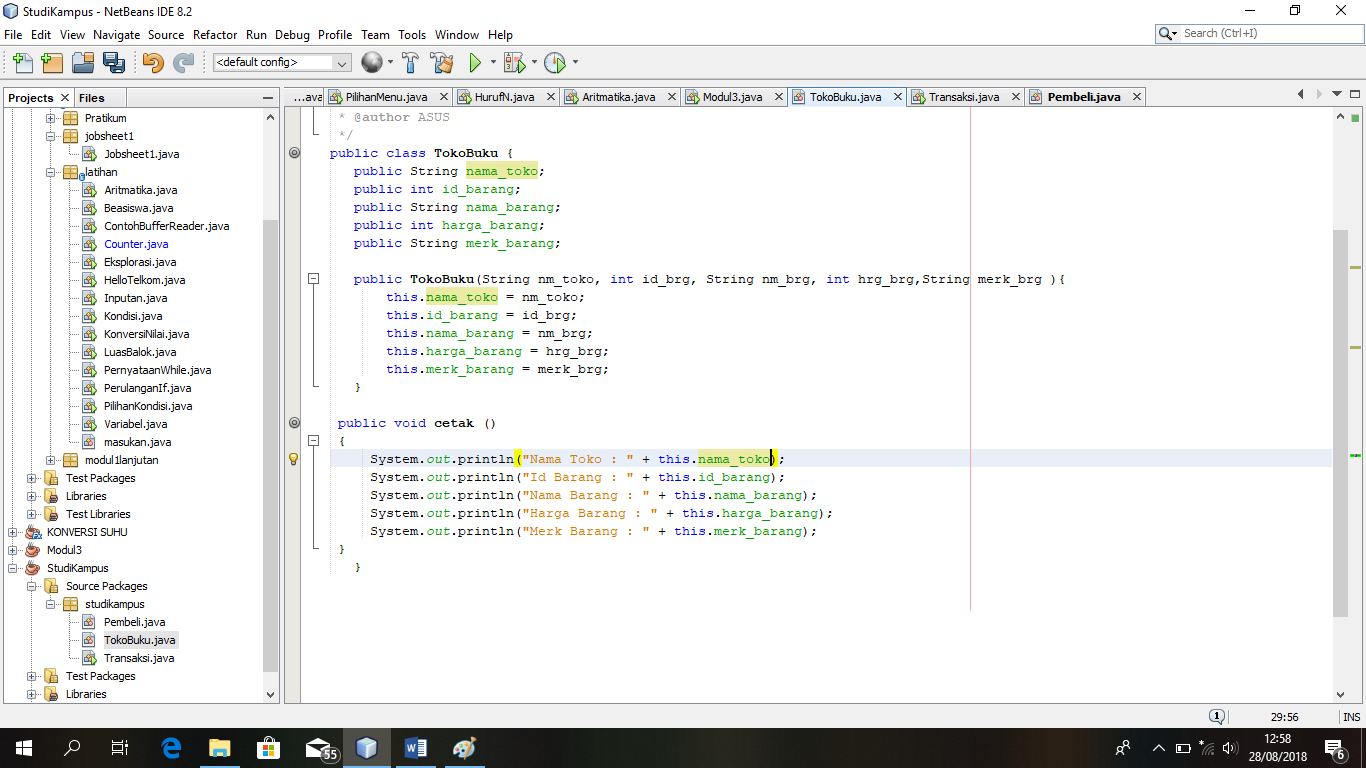 StudiKampus - NetBeans IDE 8.2
File Edit View Navigate Source Refactor Run Debug Profile Team Tools Window Help
Search (Ctrl+I)
<default config>
Projects Files
...ava PilihanMenu.java HurufN.java Aritmatika.java Modul3.java TokoBuku.java Transaksi.java Pembeli.java
Pratikum
jobsheet1
Jobsheet1.java
latihan
Aritmatika.java
Beasiswa.java
ContohBufferReader.java
Counter.java
Eksplorasi.java
HelloTelkom.java
Inputan.java
Kondisi.java
KonversiNilai.java
LuasBalok.java
PernyataanWhile.java
PerulanganIf.java
PilihanKondisi.java
Variabel.java
masukan.java
modul1lanjutan
Test Packages
Libraries
Test Libraries
KONVERSI SUHU
Modul3
StudiKampus
Source Packages
studikampus
Pembeli.java
TokoBuku.java
Transaksi.java
Test Packages
Libraries
* @author ASUS
*/
public class TokoBuku {
public String nama_toko;
public int id_barang;
public String nama_barang;
public int harga_barang;
public String merk_barang;
public TokoBuku(String nm_toko, int id_brg, String nm_brg, int hrg_brg,String merk_brg ){
this.nama_toko = nm_toko;
this.id_barang = id_brg;
this.nama_barang = nm_brg;
this.harga_barang = hrg_brg;
this.merk_barang = merk_brg;
}
public void cetak ()
{
System.out.println("Nama Toko : " + this.nama_toko);
System.out.println("Id Barang : " + this.id_barang);
System.out.println("Nama Barang : " + this.nama_barang);
System.out.println("Harga Barang : " + this.harga_barang);
System.out.println("Merk Barang : " + this.merk_barang);
}
}
1 29:56 INS
55
12:58
28/08/2018
6